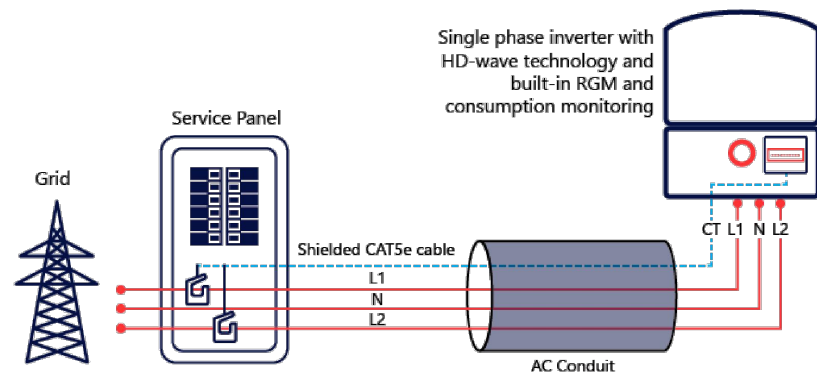 Single phase inverter with
HD-wave technology and
built-in RGM and
consumption monitoring
Service Panel
Grid
CT L1 N L2
Shielded CAT5e cable
L1
N
L2
AC Conduit